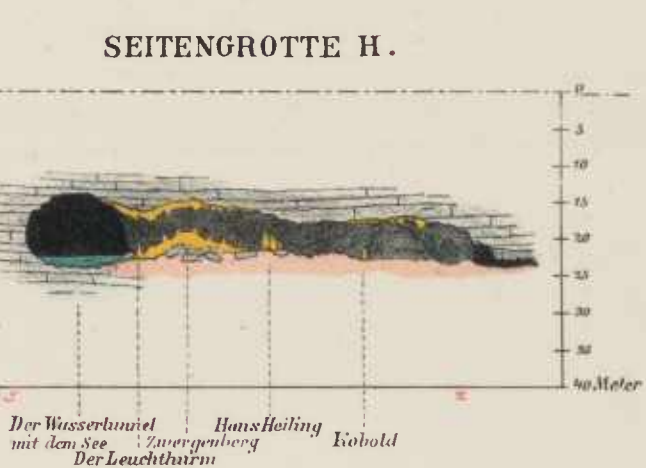 SEITENGROTTE H.
0
5
10
15
20
25
30
35
40 Meter
H
Der Wassertunnel
mit dem See
Der Leuchtturm
Zwergenberg
Hans Heiling
Kobold